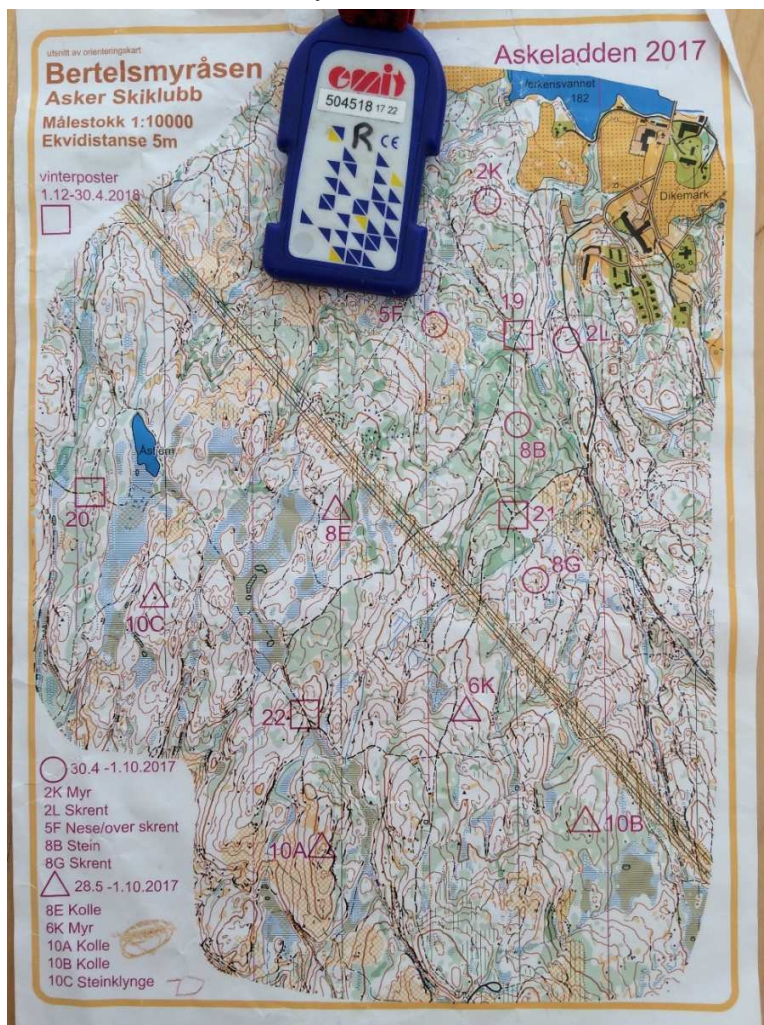 utsnitt av orienteringskart
Bertelsmyråsen
Asker Skiklubb
Målestokk 1:10000
Ekvidistanse 5m
Askeladden 2017
vinterposter
1.12-30.4.2018
emit
504518 17 22
R CE
erkensvannet
182
Dikemark
2K
19
5F
2L
8B
Åstjern
20
8E
21
8G
10C
6K
22
10B
10A
30.4 -1.10.2017
2K Myr
2L Skrent
5F Nese/over skrent
8B Stein
8G Skrent
28.5 -1.10.2017
8E Kolle
6K Myr
10A Kolle
10B Kolle
10C Steinklynge